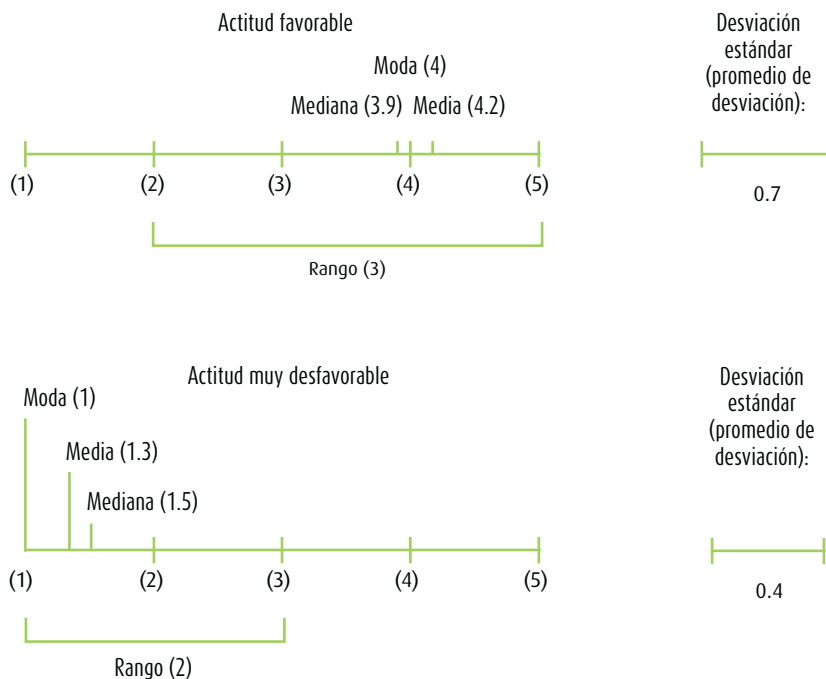 Actitud favorable
Moda (4)
Mediana (3.9) Media (4.2)
(1) (2) (3) (4) (5)
Rango (3)
Desviación
estándar
(promedio de
desviación):
0.7
Actitud muy desfavorable
Moda (1)
Media (1.3)
Mediana (1.5)
(1) (2) (3) (4) (5)
Rango (2)
Desviación
estándar
(promedio de
desviación):
0.4